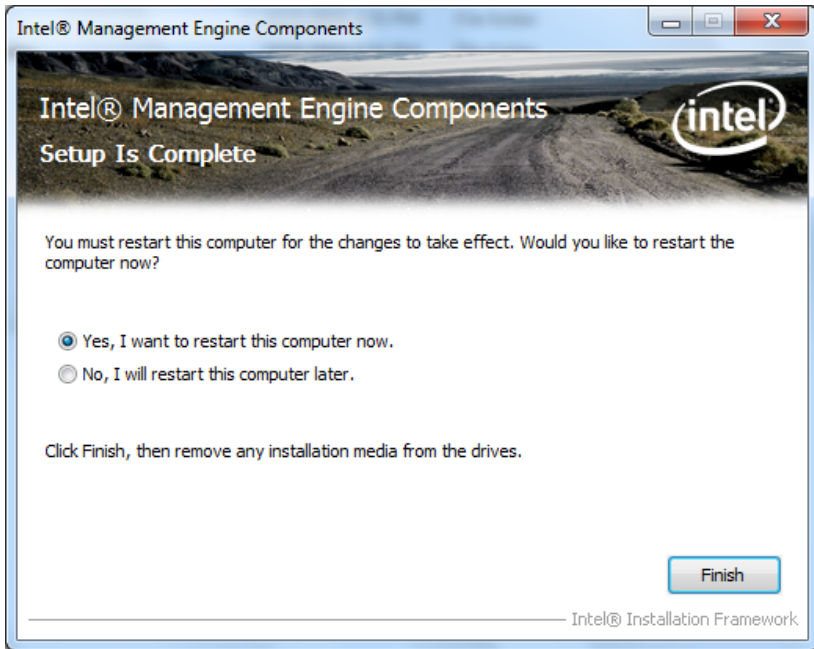 Intel® Management Engine Components
Intel® Management Engine Components
intel
Setup Is Complete
You must restart this computer for the changes to take effect. Would you like to restart the
computer now?
Yes, I want to restart this computer now.
No, I will restart this computer later.
Click Finish, then remove any installation media from the drives.
Finish
Intel® Installation Framework